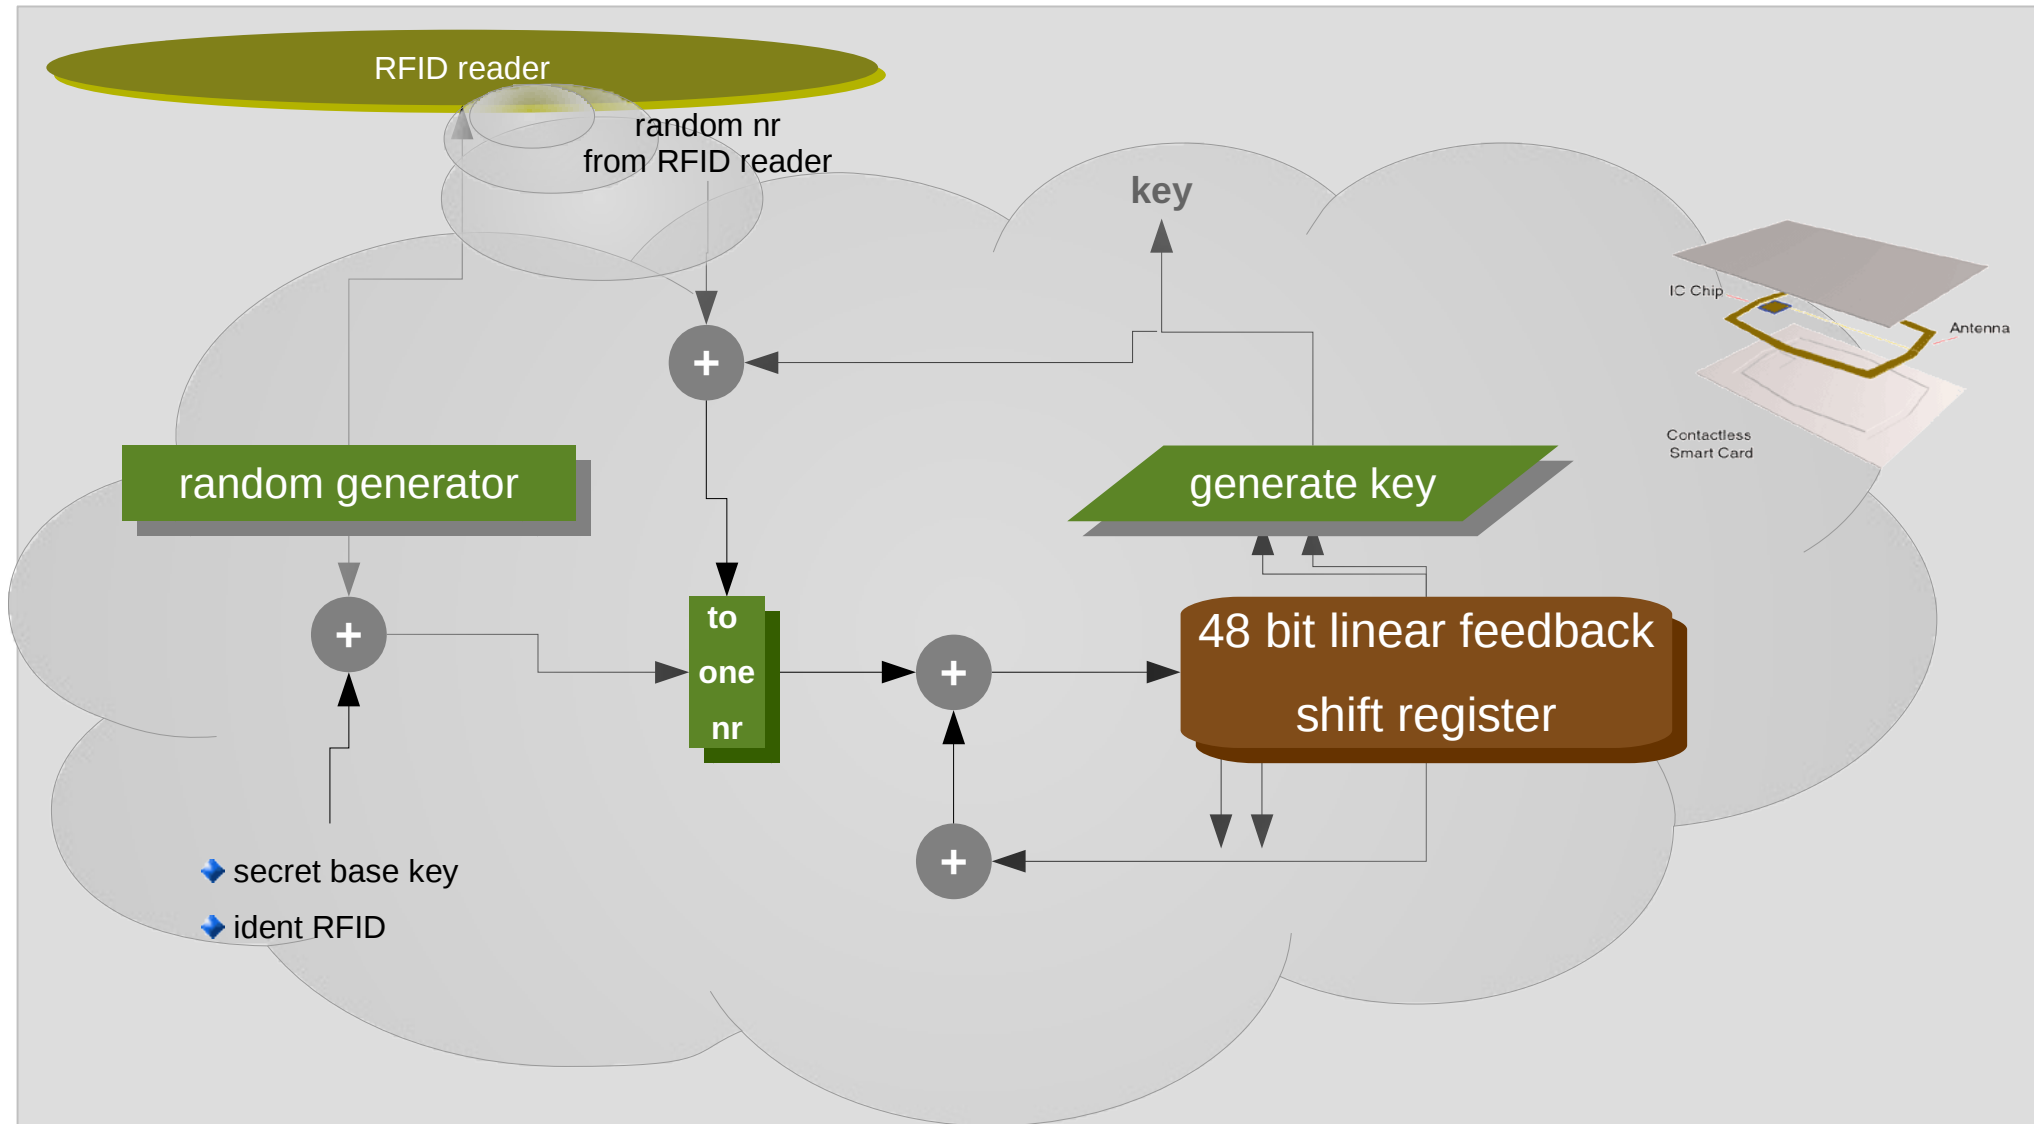 RFID reader
random nr
from RFID reader
key
IC Chip
Antenna
+
Contactless
Smart Card
random generator
generate key
+
to
one
nr
+
48 bit linear feedback
shift register
+
secret base key
ident RFID